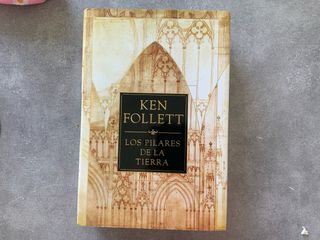 KEN
FOLLETT
LOS PILARES
DE LA
TIERRA